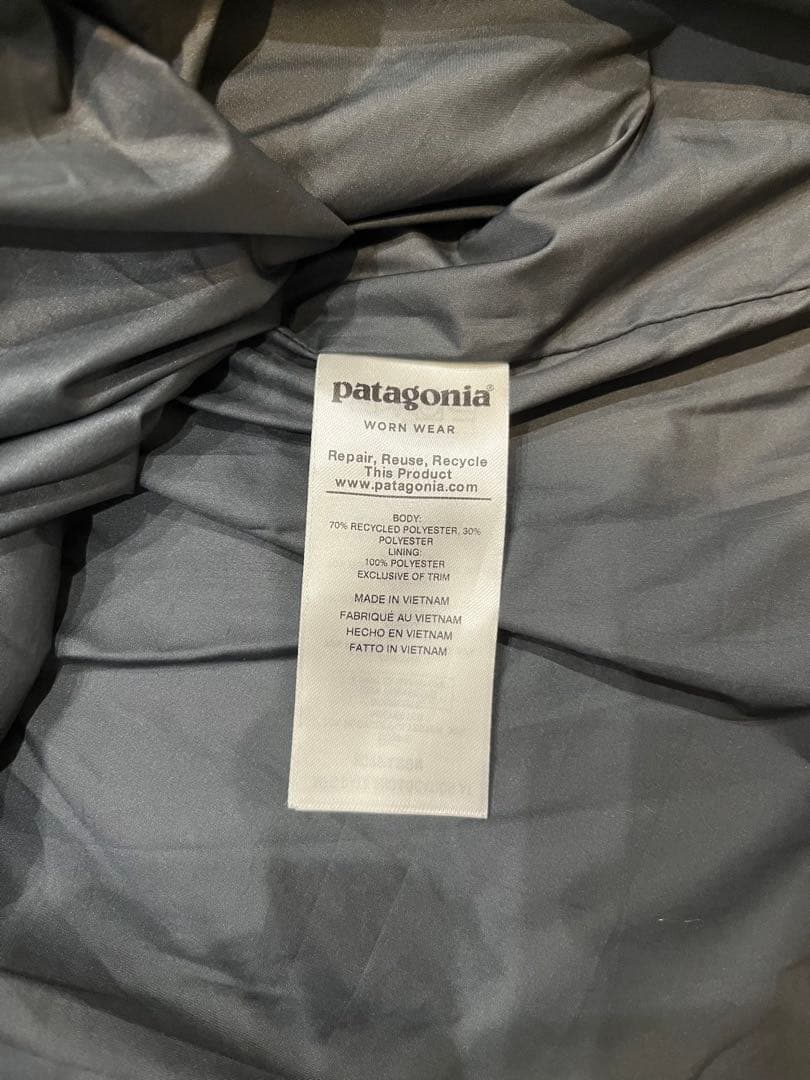 patagonia®
WORN WEAR
Repair, Reuse, Recycle
This Product
www.patagonia.com
BODY:
70% RECYCLED POLYESTER, 30%
POLYESTER
LINING:
100% POLYESTER
EXCLUSIVE OF TRIM
MADE IN VIETNAM
FABRIQUÉ AU VIETNAM
HECHO EN VIETNAM
FATTO IN VIETNAM